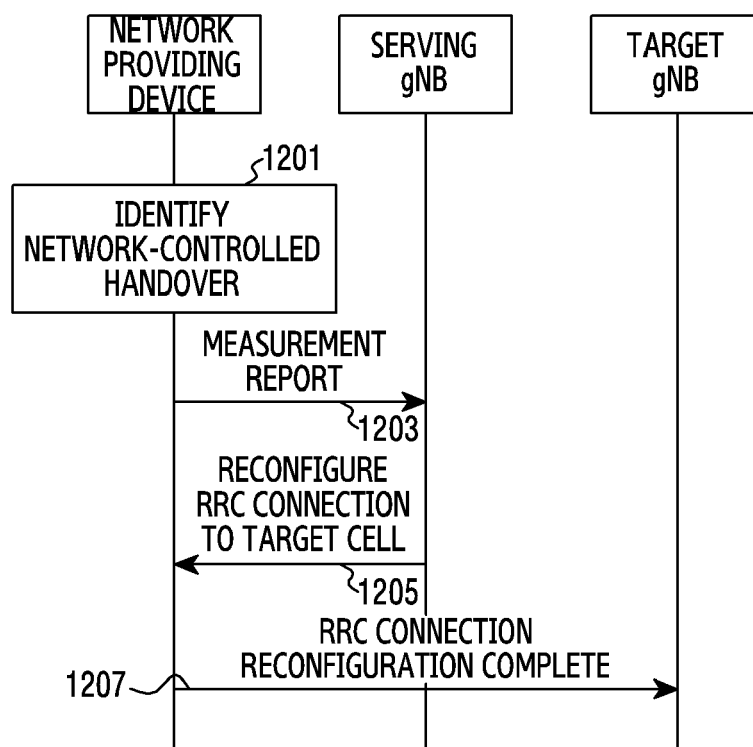 NETWORK
PROVIDING
DEVICE
SERVING
gNB
TARGET
gNB
1201
IDENTIFY
NETWORK-CONTROLLED
HANDOVER
MEASUREMENT
REPORT
1203
RECONFIGURE
RRC CONNECTION
TO TARGET CELL
1205
RRC CONNECTION
RECONFIGURATION COMPLETE
1207